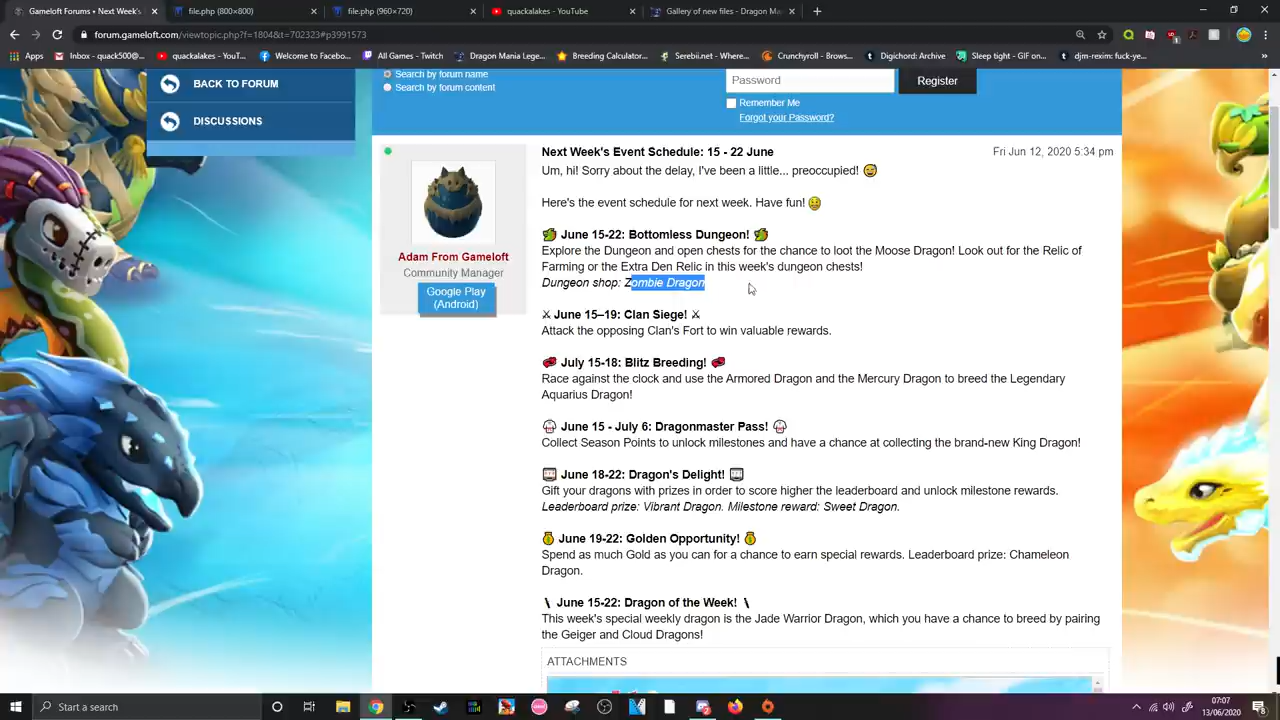 Gameloft Forums • Next Week's E
file.php (800×800)
file.php (960×720)
quackalakes - YouTube
Gallery of new files - Dragon Ma
forum.gameloft.com/viewtopic.php?f=1804&t=702323#p3991573
Apps
Inbox - quack500@...
quackalakes - YouT...
Welcome to Facebo...
All Games - Twitch
Dragon Mania Lege...
Breeding Calculator...
Serebii.net - Where...
Crunchyroll - Brows...
Digichord: Archive...
Sleep tight - GIF on...
djm-rexim: fuck-ye...
BACK TO FORUM
DISCUSSIONS
Search by forum name
Search by forum content
Password
Register
Remember Me
Forgot your Password?
Adam From Gameloft
Community Manager
Google Play
(Android)
Next Week's Event Schedule: 15 - 22 June
Fri Jun 12, 2020 5:34 pm
Um, hi! Sorry about the delay, I've been a little... preoccupied!
Here's the event schedule for next week. Have fun!
June 15-22: Bottomless Dungeon!
Explore the Dungeon and open chests for the chance to loot the Moose Dragon! Look out for the Relic of
Farming or the Extra Den Relic in this week's dungeon chests!
Dungeon shop: Zombie Dragon
June 15–19: Clan Siege!
Attack the opposing Clan's Fort to win valuable rewards.
July 15-18: Blitz Breeding!
Race against the clock and use the Armored Dragon and the Mercury Dragon to breed the Legendary
Aquarius Dragon!
June 15 - July 6: Dragonmaster Pass!
Collect Season Points to unlock milestones and have a chance at collecting the brand-new King Dragon!
June 18-22: Dragon's Delight!
Gift your dragons with prizes in order to score higher the leaderboard and unlock milestone rewards.
Leaderboard prize: Vibrant Dragon. Milestone reward: Sweet Dragon.
June 19-22: Golden Opportunity!
Spend as much Gold as you can for a chance to earn special rewards. Leaderboard prize: Chameleon
Dragon.
June 15-22: Dragon of the Week!
This week's special weekly dragon is the Jade Warrior Dragon, which you have a chance to breed by pairing
the Geiger and Cloud Dragons!
ATTACHMENTS
Start a search
07:07
13/06/2020